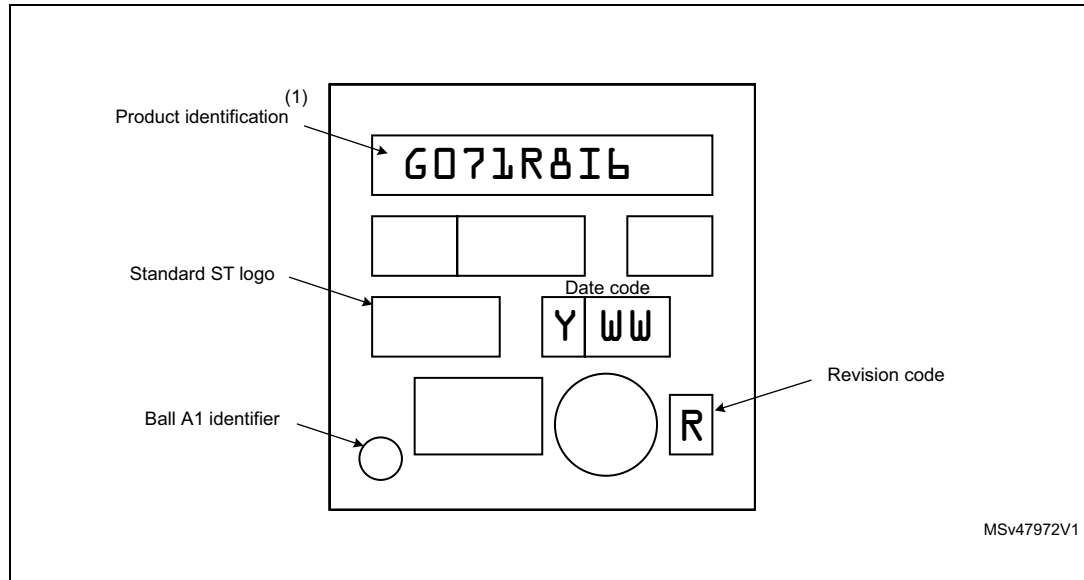 (1)
Product identification
G071R8I6
Standard ST logo
Date code
Y WW
Revision code
Ball A1 identifier
R
MSv47972V1